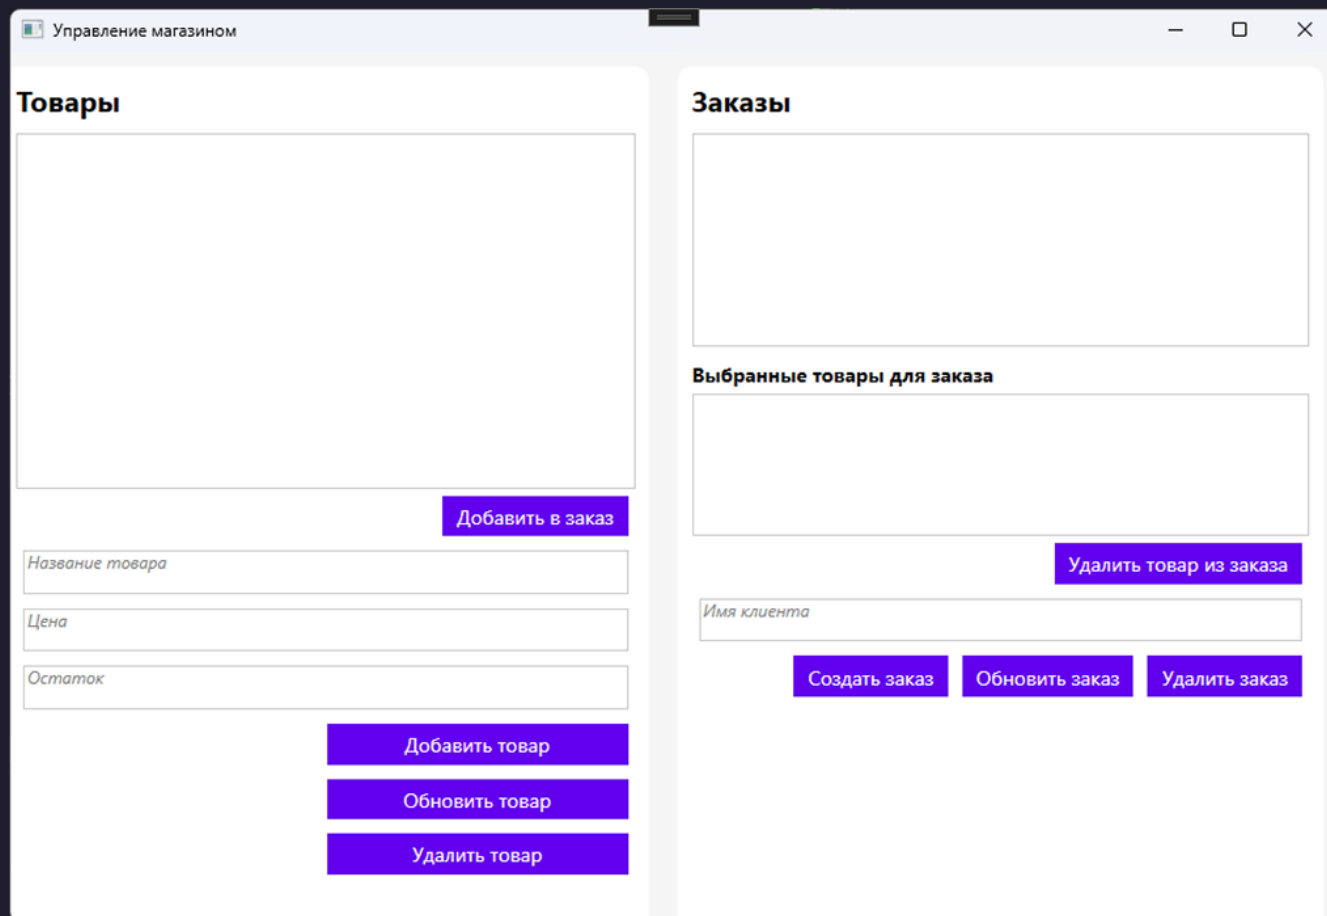 Управление магазином
Товары
Добавить в заказ
Название товара
Цена
Остаток
Добавить товар
Обновить товар
Удалить товар
Заказы
Выбранные товары для заказа
Удалить товар из заказа
Имя клиента
Создать заказ Обновить заказ Удалить заказ